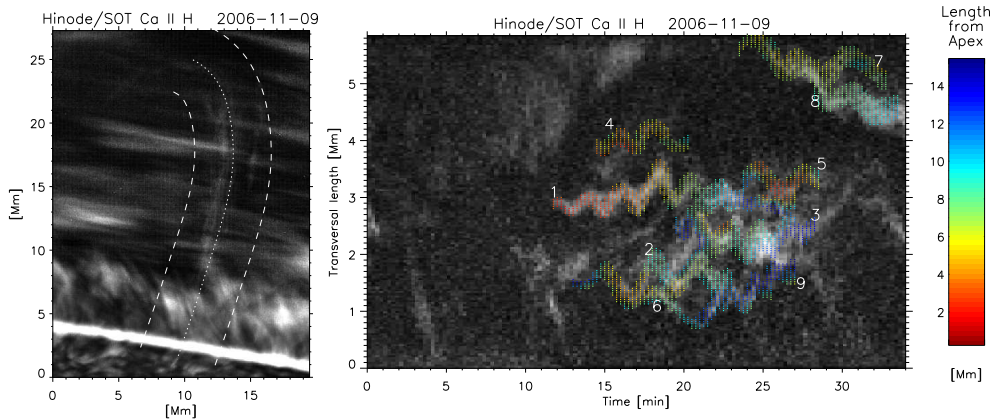 Hinode/SOT Ca II H 2006-11-09
25
20
15
10
5
0
[Mm]
0 5 10 15
[Mm]
Hinode/SOT Ca II H 2006-11-09
5
4
3
2
1
0
Transversal length [Mm]
7
8
4
5
1
3
2
9
6
0 5 10 15 20 25 30
Time [min]
Length
from
Apex
14
12
10
8
6
4
2
[Mm]